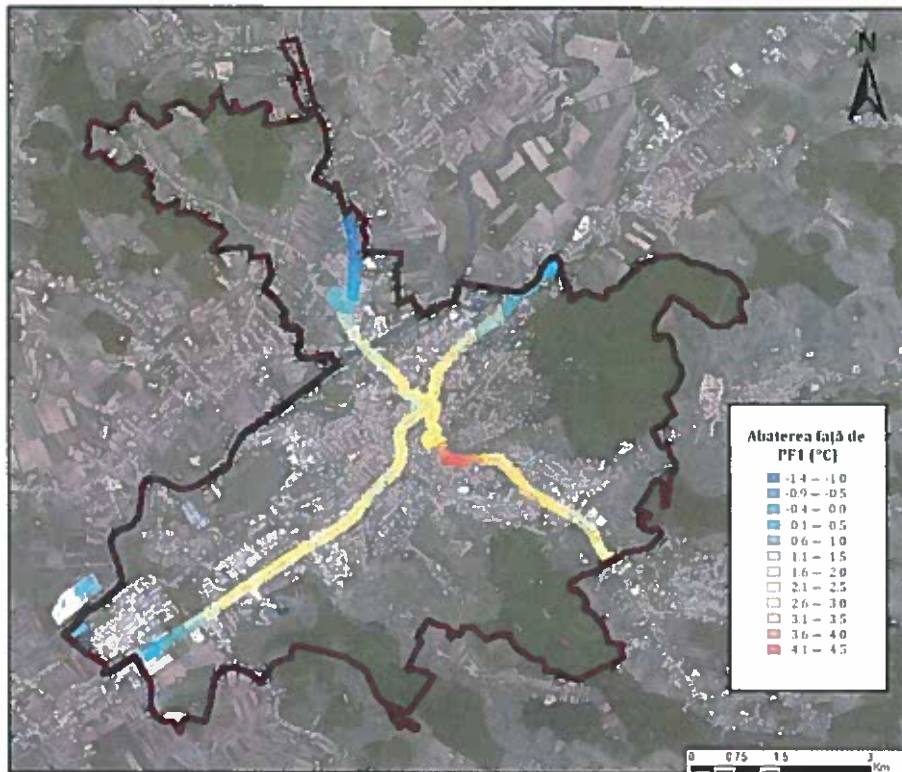 N
Abaterea față de
PF1 (°C)
-1.4 – -1.0
-0.9 – -0.5
-0.4 – 0.0
0.1 – 0.5
0.6 – 1.0
1.1 – 1.5
1.6 – 2.0
2.1 – 2.5
2.6 – 3.0
3.1 – 3.5
3.6 – 4.0
4.1 – 4.5
0 0.75 1.5 3
Km